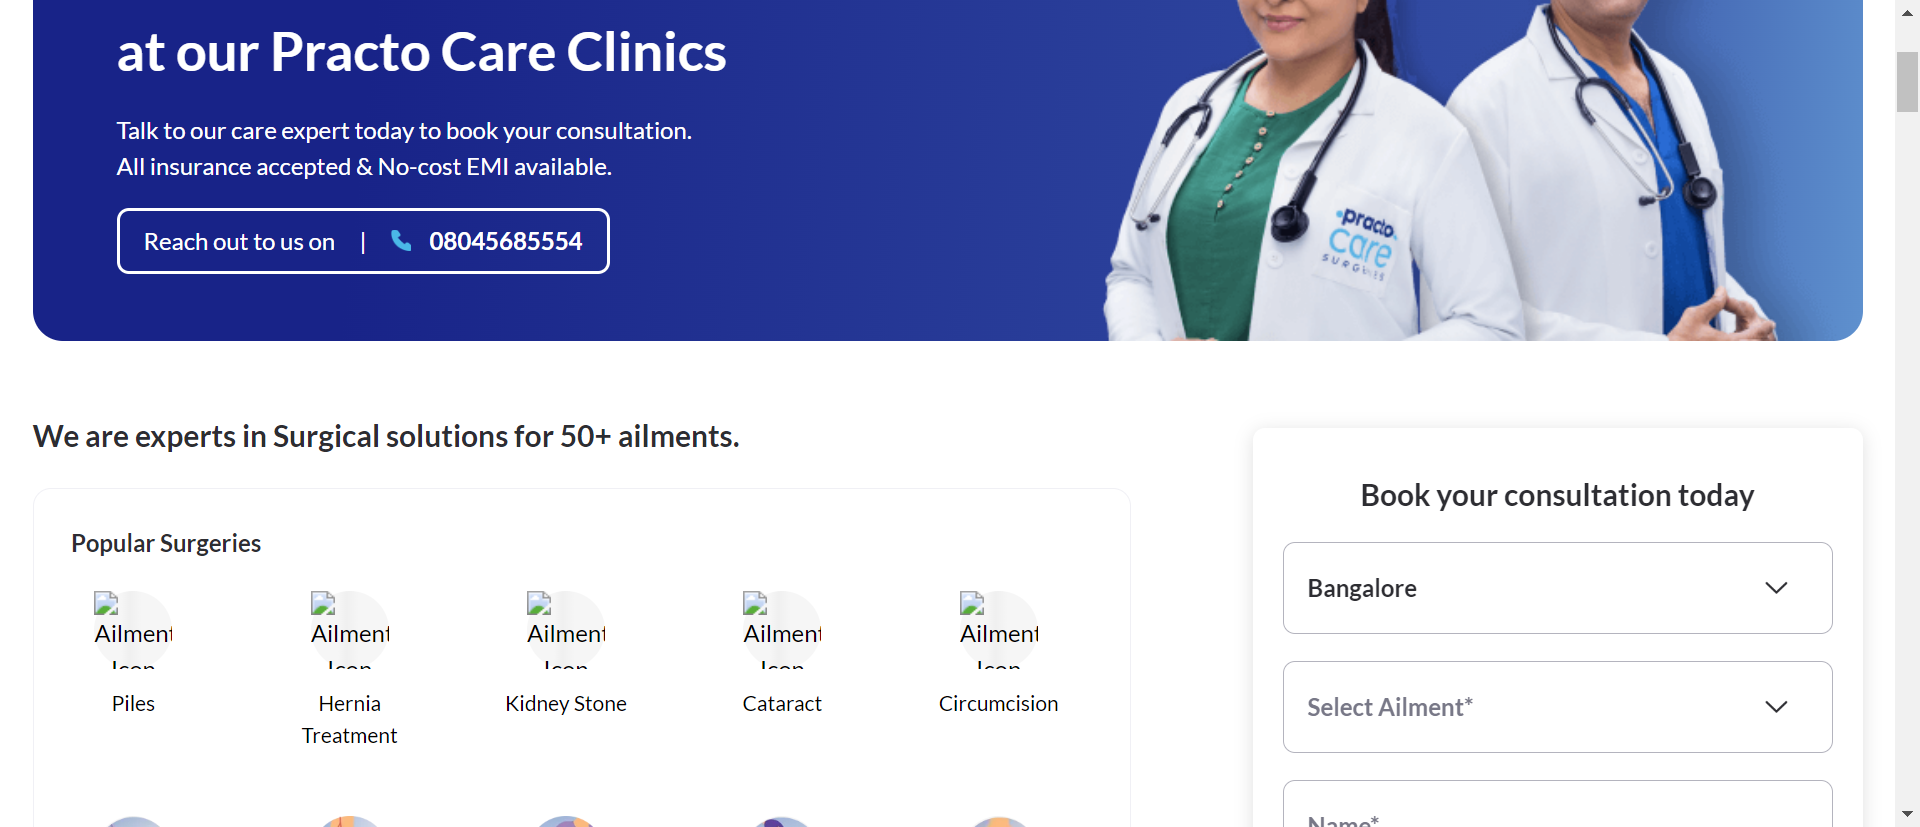 at our Practo Care Clinics
Talk to our care expert today to book your consultation.
All insurance accepted & No-cost EMI available.
Reach out to us on | 08045685554
practo
care
SURGERIES
We are experts in Surgical solutions for 50+ ailments.
Popular Surgeries
Ailment
Icon
Piles
Ailment
Icon
Hernia
Treatment
Ailment
Icon
Kidney Stone
Ailment
Icon
Cataract
Ailment
Icon
Circumcision
Book your consultation today
Bangalore
Select Ailment*
Name*